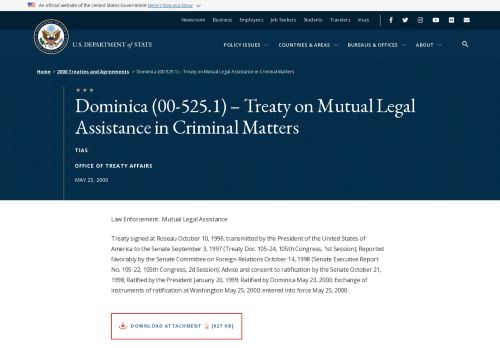 An official website of the United States Government Here's how you know
Newsroom Business Employees Job Seekers Students Travelers Visas
U.S. DEPARTMENT of STATE
POLICY ISSUES COUNTRIES & AREAS BUREAUS & OFFICES ABOUT
Home > 2000 Treaties and Agreements > Dominica (00-525.1) – Treaty on Mutual Legal Assistance in Criminal Matters
Dominica (00-525.1) – Treaty on Mutual Legal
Assistance in Criminal Matters
TIAS
OFFICE OF TREATY AFFAIRS
MAY 25, 2000
Law Enforcement: Mutual Legal Assistance
Treaty signed at Roseau October 10, 1996; transmitted by the President of the United States of
America to the Senate September 3, 1997 (Treaty Doc. 105-24, 105th Congress, 1st Session); Reported
favorably by the Senate Committee on Foreign Relations October 14, 1998 (Senate Executive Report
No. 105-22, 105th Congress, 2d Session); Advice and consent to ratification by the Senate October 21,
1998; Ratified by the President January 20, 1999; Ratified by Dominica May 23, 2000; Exchange of
instruments of ratification at Washington May 25, 2000; entered into force May 25, 2000.
DOWNLOAD ATTACHMENT [927 KB]